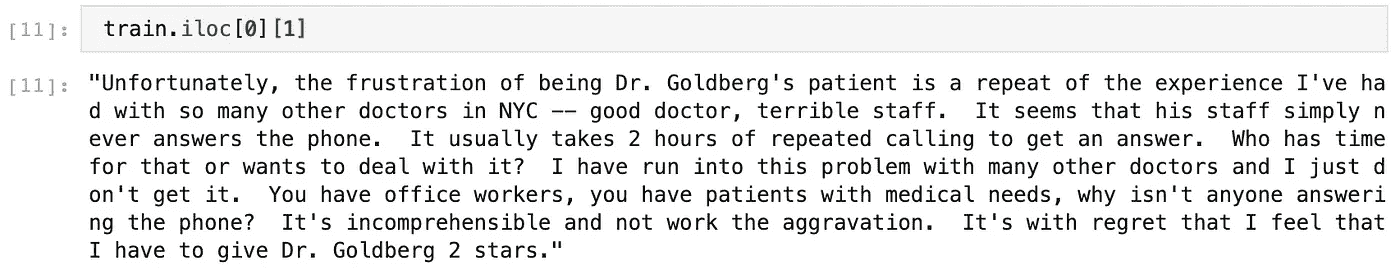 [11]: train.iloc[0][1]
[11]: "Unfortunately, the frustration of being Dr. Goldberg's patient is a repeat of the experience I've ha
d with so many other doctors in NYC -- good doctor, terrible staff.  It seems that his staff simply n
ever answers the phone.  It usually takes 2 hours of repeated calling to get an answer.  Who has time
for that or wants to deal with it?  I have run into this problem with many other doctors and I just d
on't get it.  You have office workers, you have patients with medical needs, why isn't anyone answeri
ng the phone?  It's incomprehensible and not work the aggravation.  It's with regret that I feel that
I have to give Dr. Goldberg 2 stars."